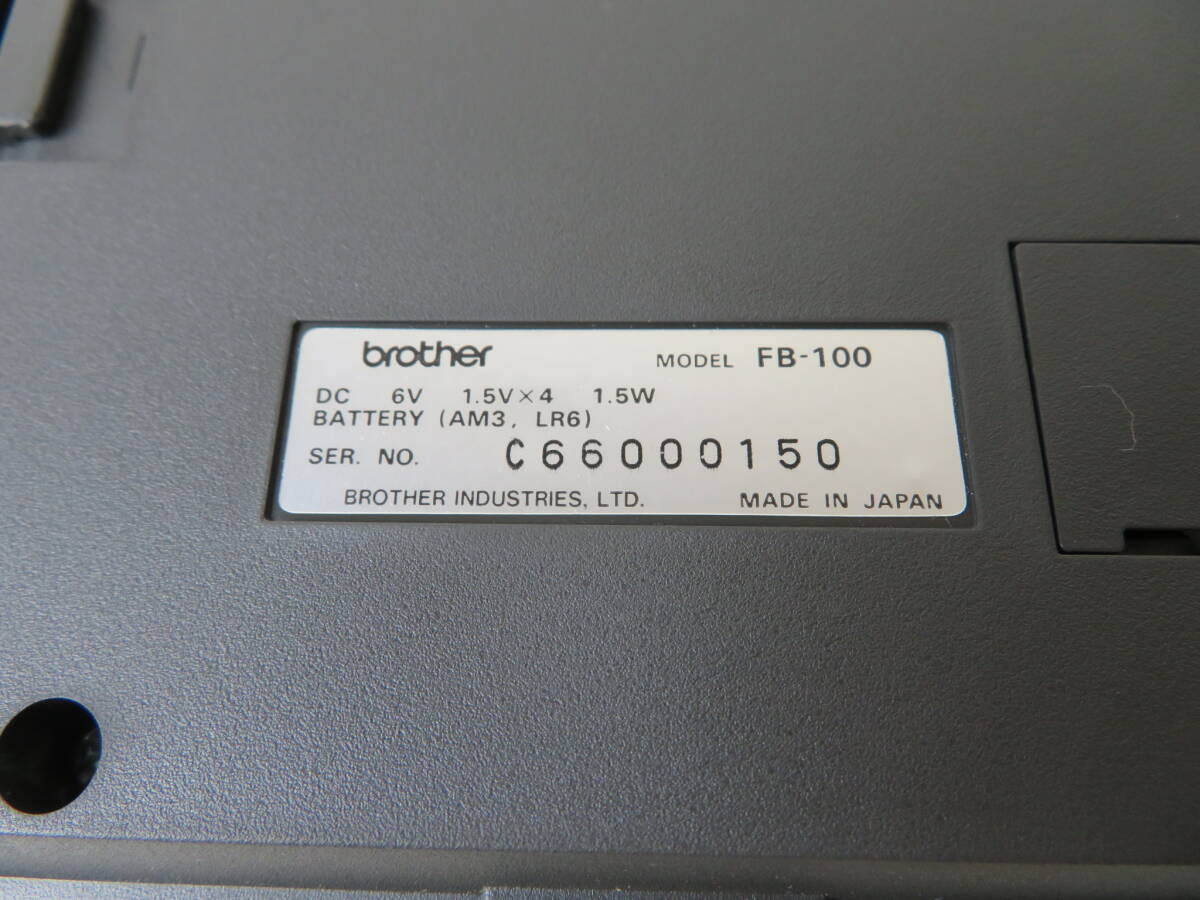 brother MODEL FB-100
DC 6V 1.5V×4 1.5W
BATTERY (AM3, LR6)
SER. NO. C66000150
BROTHER INDUSTRIES, LTD. MADE IN JAPAN